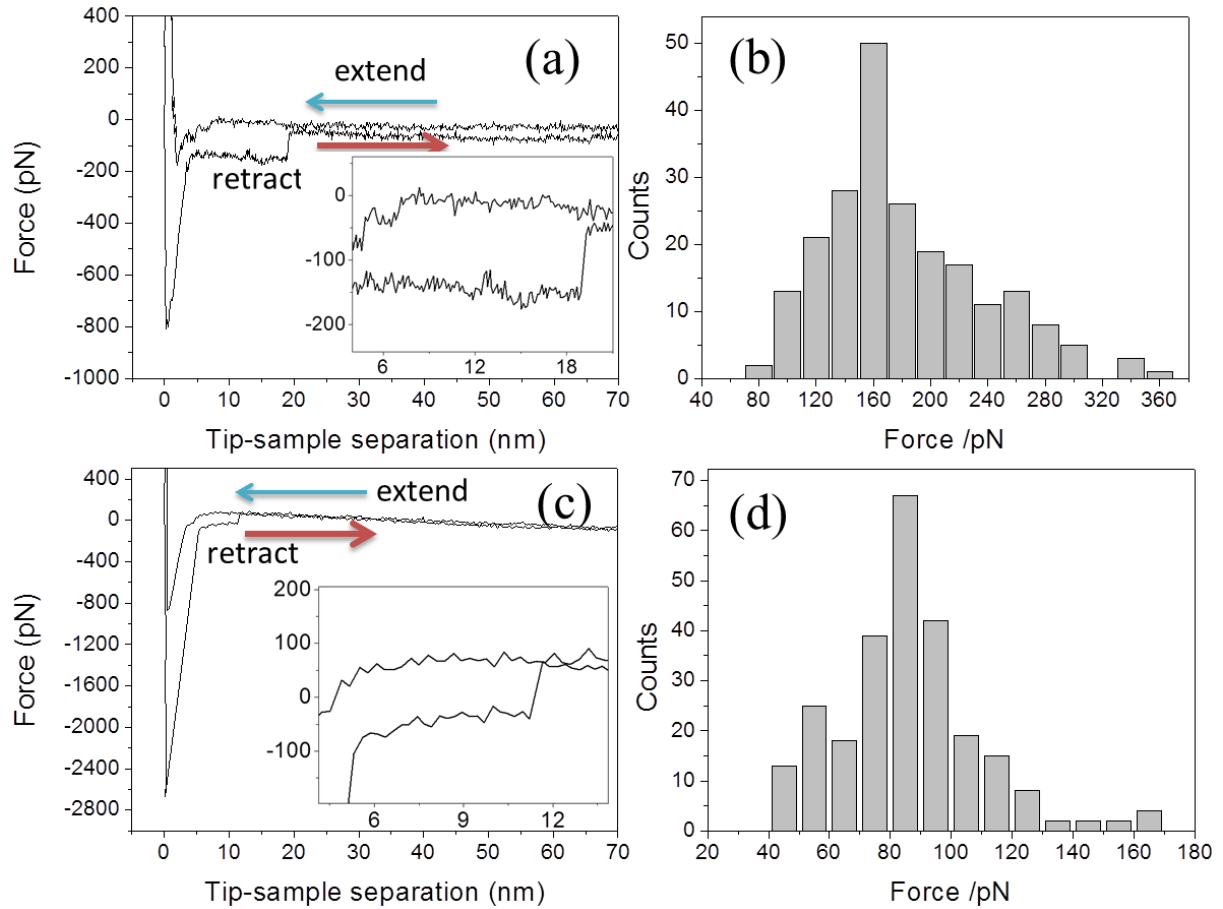 (a)
extend
retract
400
200
0
-200
-400
-600
-800
-1000
Force (pN)
0
-100
-200
6 12 18
0 10 20 30 40 50 60 70
Tip-sample separation (nm)
(b)
50
40
30
20
10
0
Counts
40 80 120 160 200 240 280 320 360
Force /pN
(c)
extend
retract
400
0
-400
-800
-1200
-1600
-2000
-2400
-2800
Force (pN)
200
100
0
-100
6 9 12
0 10 20 30 40 50 60 70
Tip-sample separation (nm)
(d)
70
60
50
40
30
20
10
0
Counts
20 40 60 80 100 120 140 160 180
Force /pN